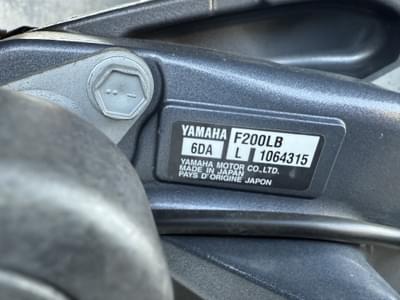 YAMAHA F200LB
6DA L 1064315
YAMAHA MOTOR CO.,LTD.
MADE IN JAPAN
PAYS D'ORIGINE JAPON